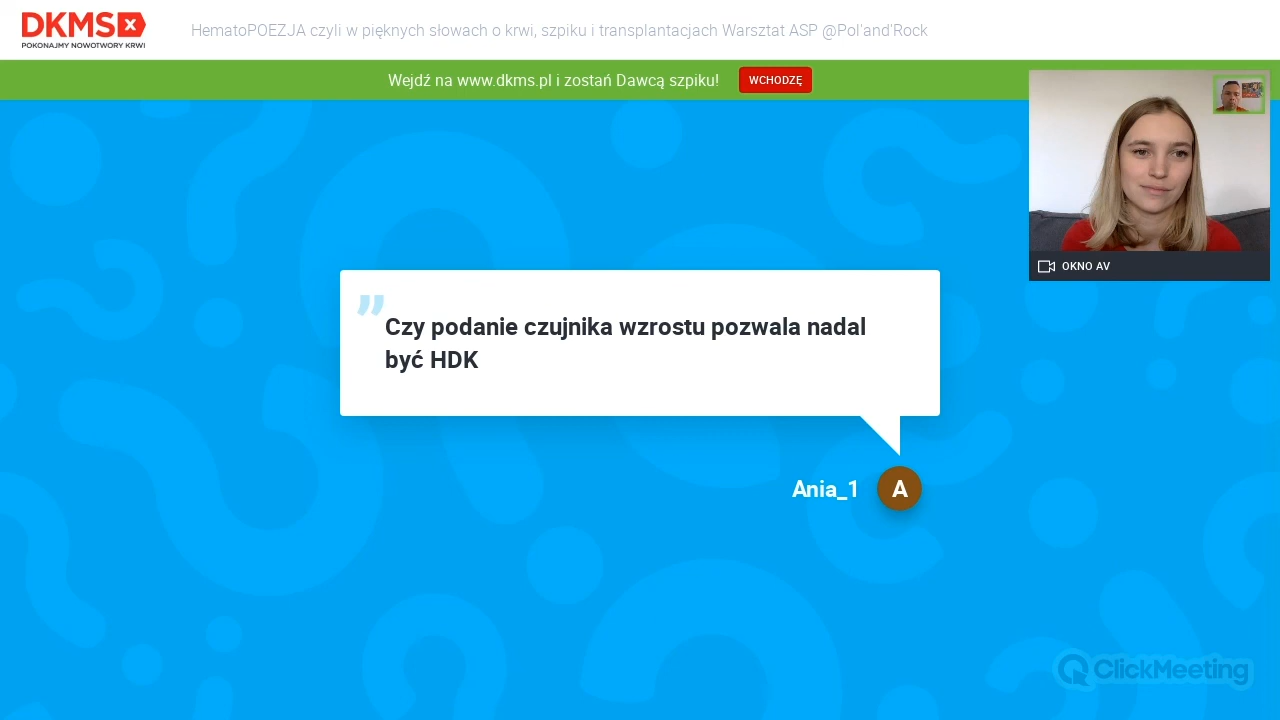 DKMS
POKONAJMY NOWOTWORY KRWI
HematoPOEZJA czyli w pięknych słowach o krwi, szpiku i transplantacjach Warsztat ASP @Pol'and'Rock
Wejdź na www.dkms.pl i zostań Dawcą szpiku!
WCHODZĘ
OKNO AV
”
Czy podanie czujnika wzrostu pozwala nadal
być HDK
Ania_1
A
ClickMeeting